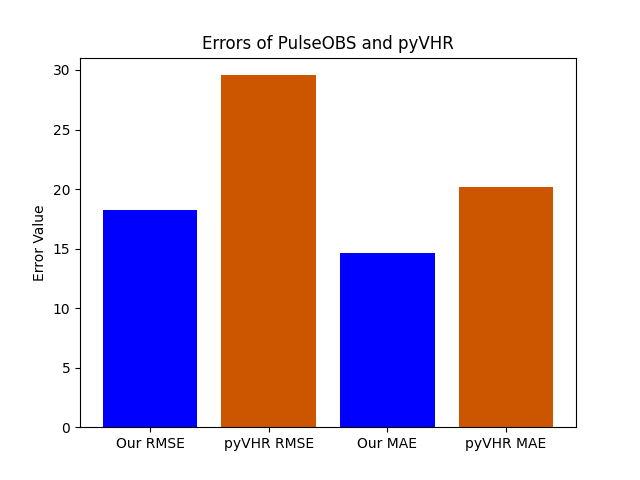 Errors of PulseOBS and pyVHR
Error Value
30
25
20
15
10
5
0
Our RMSE
pyVHR RMSE
Our MAE
pyVHR MAE